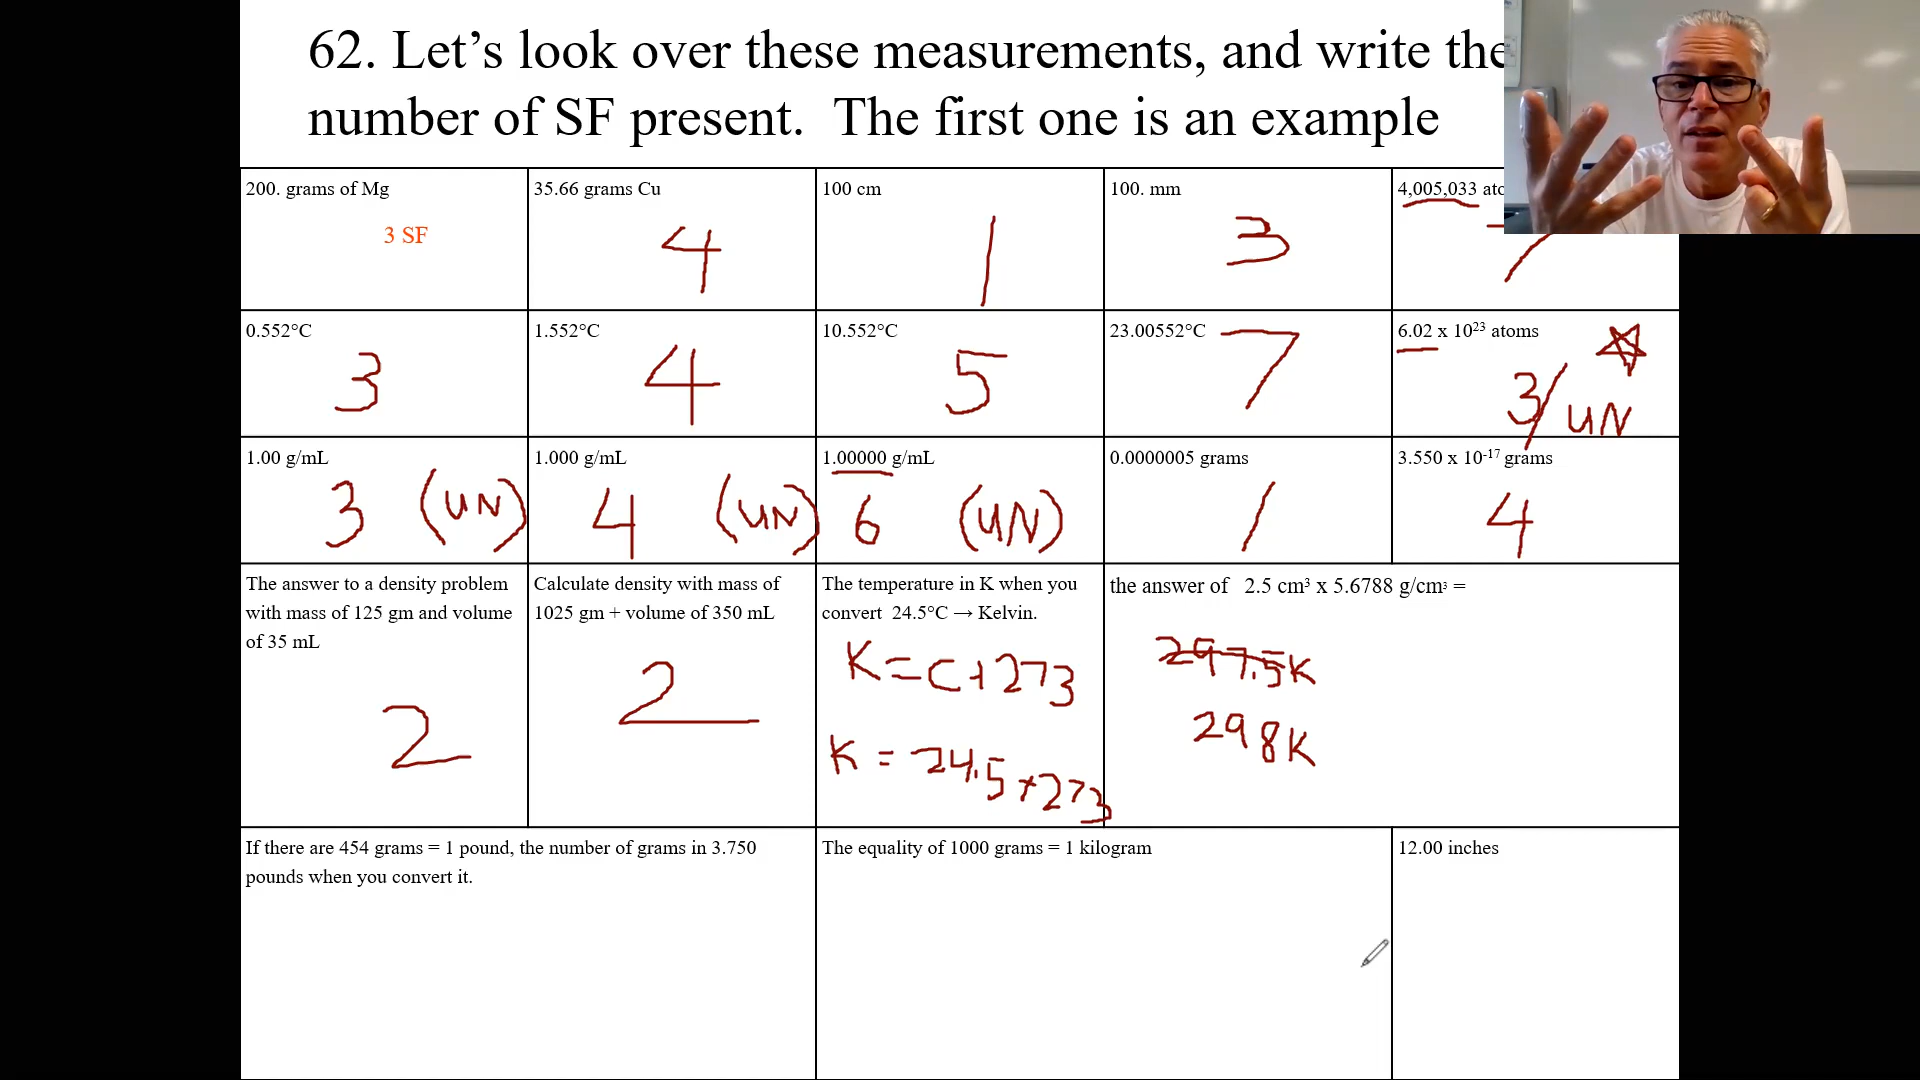 62. Let's look over these measurements, and write the
number of SF present. The first one is an example
200. grams of Mg
3 SF
35.66 grams Cu
4
100 cm
1
100. mm
3
4,005,033
7
0.552°C
3
1.552°C
4
10.552°C
5
23.00552°C
7
6.02 x 10²³ atoms
3/UN
1.00 g/mL
3 (UN)
1.000 g/mL
4 (UN)
1.00000 g/mL
6 (UN)
0.0000005 grams
1
3.550 x 10⁻¹⁷ grams
4
The answer to a density problem
with mass of 125 gm and volume
of 35 mL
2
Calculate density with mass of
1025 gm + volume of 350 mL
2
The temperature in K when you
convert 24.5°C → Kelvin.
K = C+273
K = 24.5+273
the answer of 2.5 cm³ x 5.6788 g/cm³ =
297.5K
298K
If there are 454 grams = 1 pound, the number of grams in 3.750
pounds when you convert it.
The equality of 1000 grams = 1 kilogram
12.00 inches